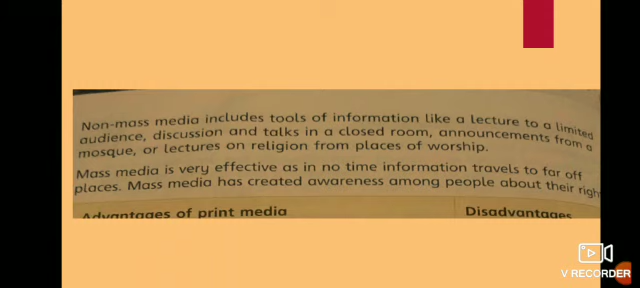 Non-mass media includes tools of information like a lecture to a limited
audience, discussion and talks in a closed room, announcements from a
mosque, or lectures on religion from places of worship.
Mass media is very effective as in no time information travels to far off
places. Mass media has created awareness among people about their righ
Advantages of print media Disadvantages
V RECORDER